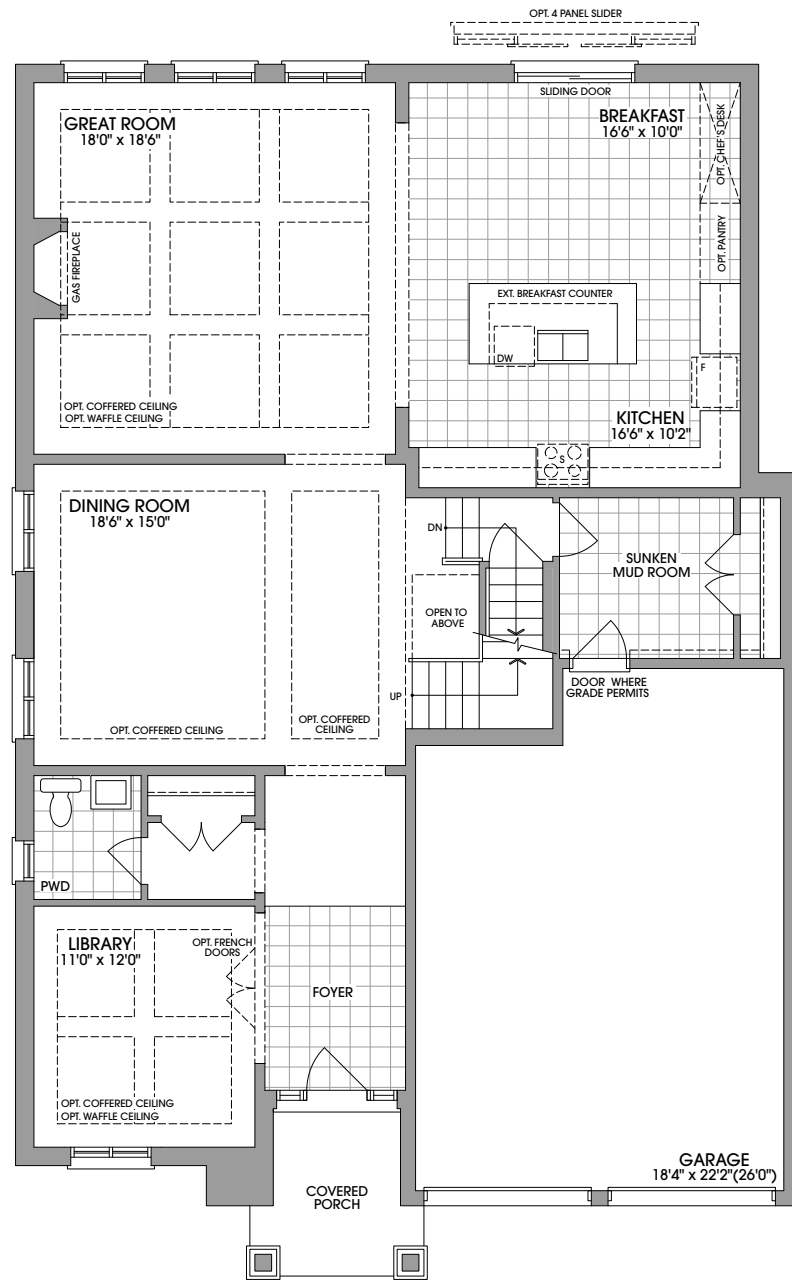 OPT. 4 PANEL SLIDER
SLIDING DOOR
GREAT ROOM
18'0" x 18'6"
BREAKFAST
16'6" x 10'0"
OPT. CHEF'S DESK
OPT. PANTRY
GAS FIREPLACE
EXT. BREAKFAST COUNTER
DW
F
OPT. COFFERED CEILING
OPT. WAFFLE CEILING
KITCHEN
16'6" x 10'2"
S
DINING ROOM
18'6" x 15'0"
DN
SUNKEN
MUD ROOM
OPEN TO
ABOVE
UP
DOOR WHERE
GRADE PERMITS
OPT. COFFERED CEILING
OPT. COFFERED
CEILING
PWD
LIBRARY
11'0" x 12'0"
OPT. FRENCH
DOORS
FOYER
OPT. COFFERED CEILING
OPT. WAFFLE CEILING
GARAGE
18'4" x 22'2"(26'0")
COVERED
PORCH